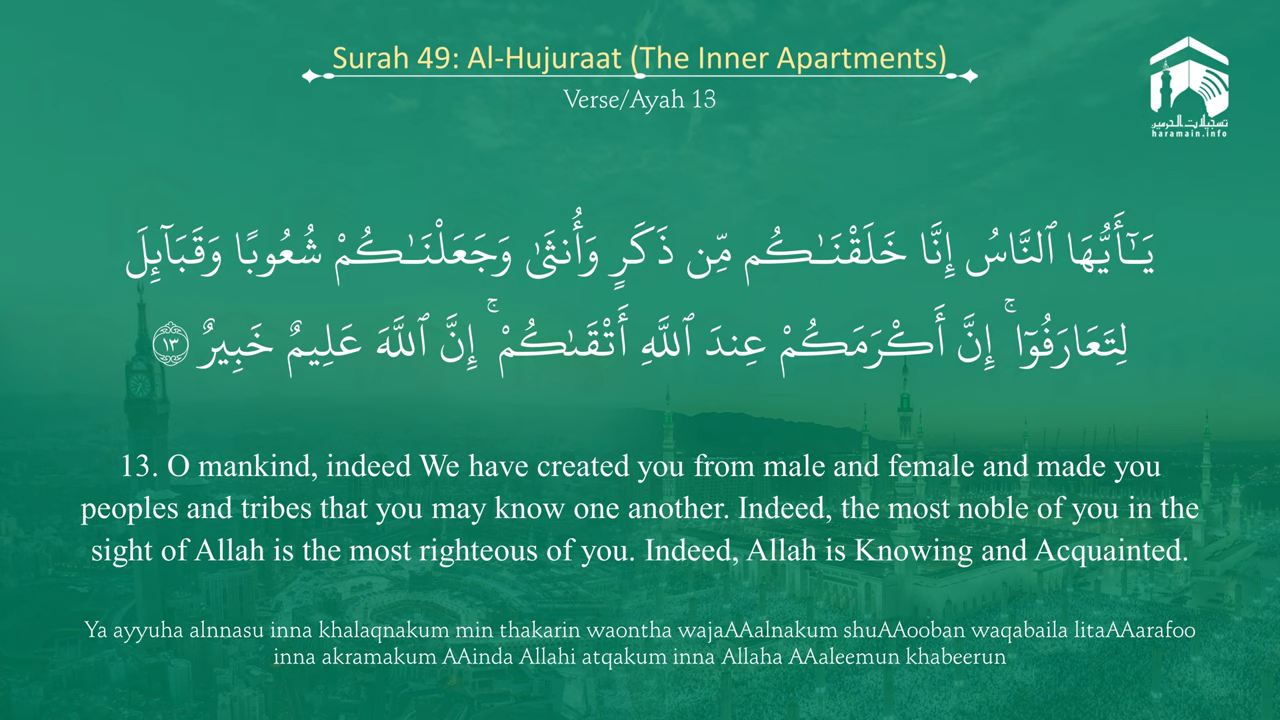 Surah 49: Al-Hujuraat (The Inner Apartments)
Verse/Ayah 13
تسجيلات الحرمين
haramain.info
يَـٰٓأَيُّهَا ٱلنَّاسُ إِنَّا خَلَقْنَـٰكُم مِّن ذَكَرٍ وَأُنثَىٰ وَجَعَلْنَـٰكُمْ شُعُوبًا وَقَبَآئِلَ
لِتَعَارَفُوٓا۟ ۚ إِنَّ أَكْرَمَكُمْ عِندَ ٱللَّهِ أَتْقَىٰكُمْ ۚ إِنَّ ٱللَّهَ عَلِيمٌ خَبِيرٌ ١٣
13. O mankind, indeed We have created you from male and female and made you
peoples and tribes that you may know one another. Indeed, the most noble of you in the
sight of Allah is the most righteous of you. Indeed, Allah is Knowing and Acquainted.
Ya ayyuha alnnasu inna khalaqnakum min thakarin waontha wajaAAalnakum shuAAooban waqabaila litaAAarafoo
inna akramakum AAinda Allahi atqakum inna Allaha AAaleemun khabeerun